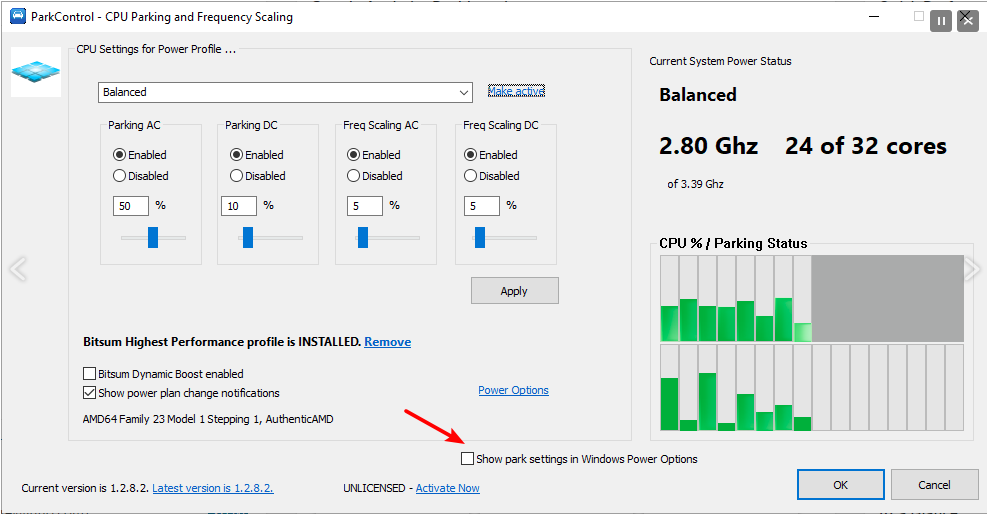 ParkControl - CPU Parking and Frequency Scaling
CPU Settings for Power Profile ...
Balanced
Make active
Parking AC
Enabled
Disabled
50 %
Parking DC
Enabled
Disabled
10 %
Freq Scaling AC
Enabled
Disabled
5 %
Freq Scaling DC
Enabled
Disabled
5 %
Apply
Bitsum Highest Performance profile is INSTALLED. Remove
Bitsum Dynamic Boost enabled
Show power plan change notifications
Power Options
AMD64 Family 23 Model 1 Stepping 1, AuthenticAMD
Current System Power Status
Balanced
2.80 Ghz 24 of 32 cores
of 3.39 Ghz
CPU % / Parking Status
Show park settings in Windows Power Options
Current version is 1.2.8.2. Latest version is 1.2.8.2.
UNLICENSED - Activate Now
OK
Cancel